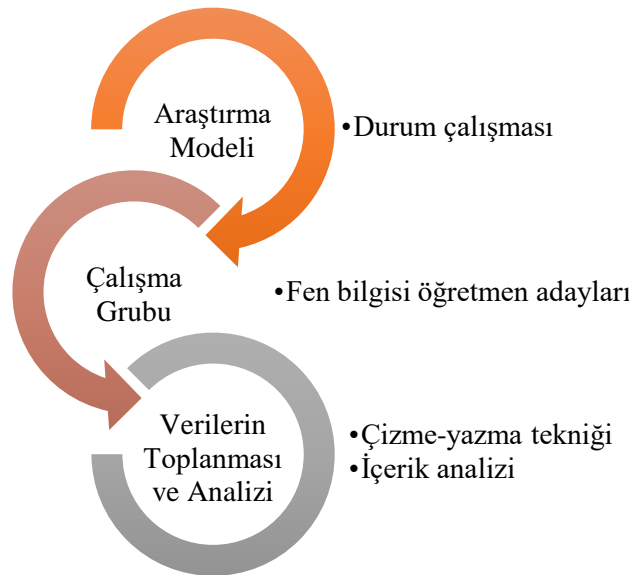 Araştırma
Modeli
•Durum çalışması
Çalışma
Grubu
•Fen bilgisi öğretmen adayları
Verilerin
Toplanması
ve Analizi
•Çizme-yazma tekniği
•İçerik analizi